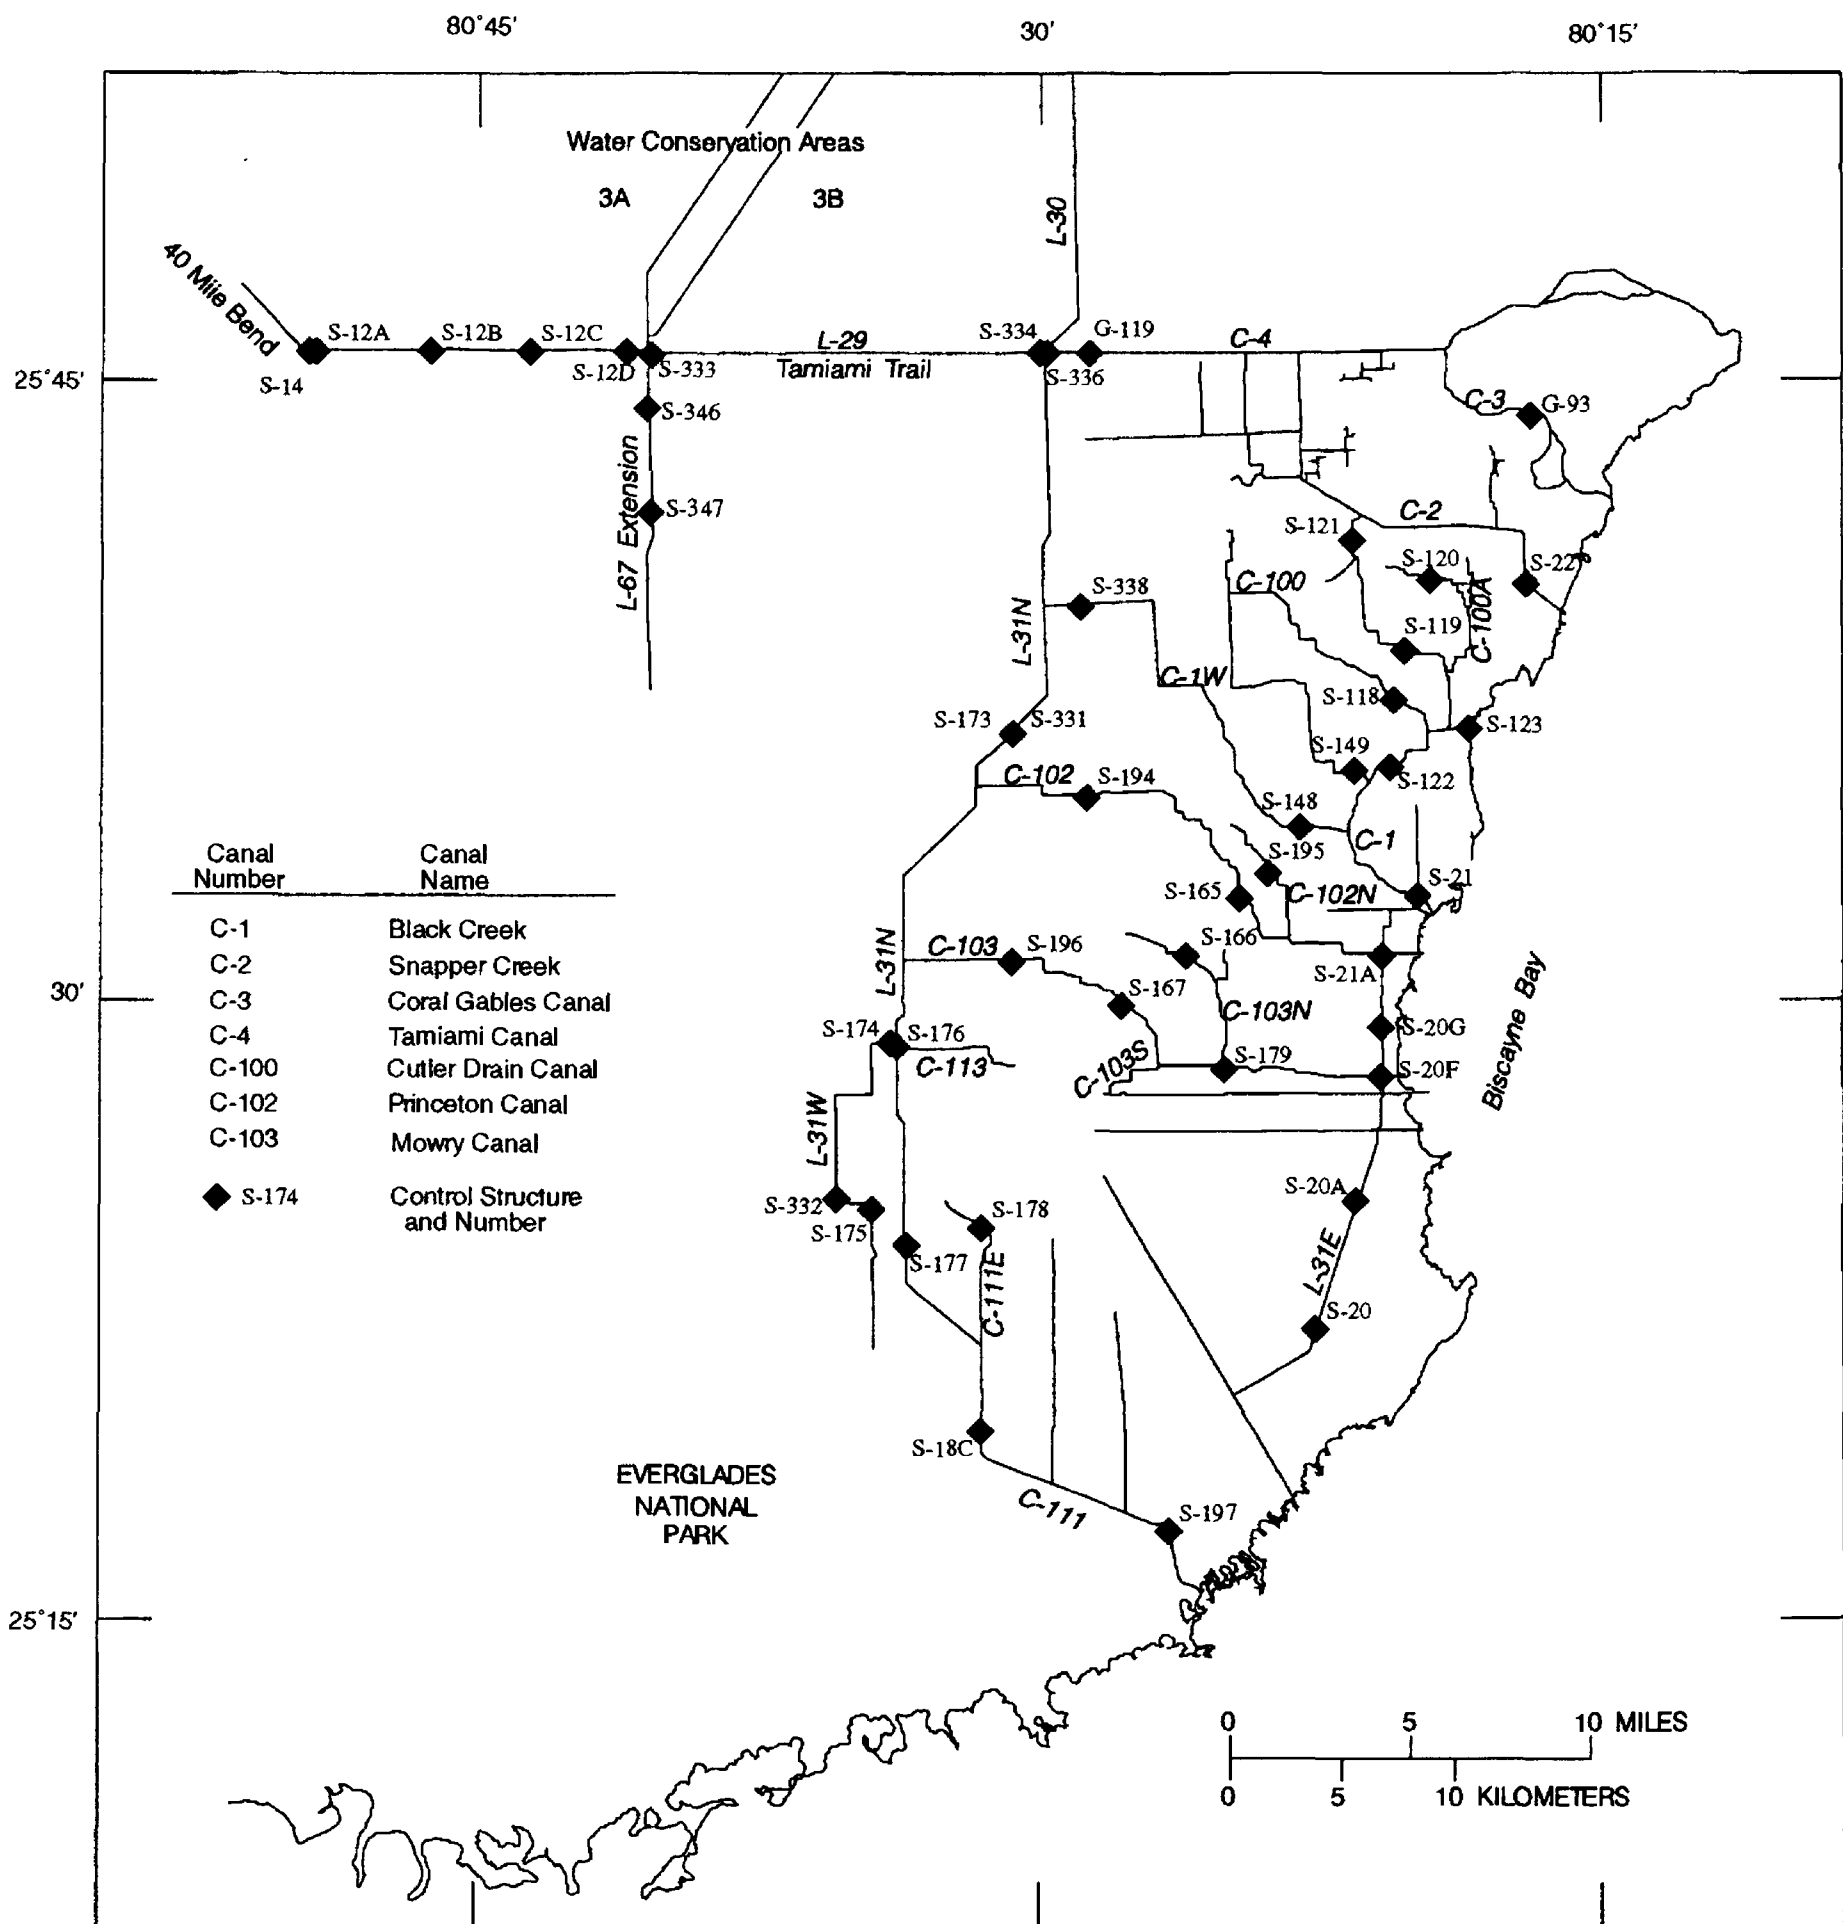 80°45'
30'
80°15'
Water Conservation Areas
3A
3B
L-30
40 Mile Bend
S-12A
S-12B
S-12C
S-334
G-119
L-29
C-4
S-14
S-12D
S-333
Tamiami Trail
S-336
25°45'
S-346
C-3
G-93
L-67 Extension
S-347
C-2
S-121
S-120
S-22
C-100
C-100A
S-338
L-31N
S-119
C-1W
S-118
S-173
S-331
S-123
S-149
S-122
C-102
S-194
S-148
C-1
S-195
S-21
S-165
C-102N
Canal
Number
Canal
Name
C-1
Black Creek
C-2
Snapper Creek
C-3
Coral Gables Canal
C-4
Tamiami Canal
C-100
Cutler Drain Canal
C-102
Princeton Canal
C-103
Mowry Canal
S-174
Control Structure
and Number
L-31N
C-103
S-196
S-166
S-21A
Biscayne Bay
30'
S-167
C-103N
S-20G
S-174
S-176
C-113
C-103S
S-179
S-20F
L-31W
S-332
S-175
S-178
S-177
C-111E
S-20A
L-31E
S-20
S-18C
EVERGLADES
NATIONAL
PARK
C-111
S-197
25°15'
0
5
10 MILES
0
5
10 KILOMETERS